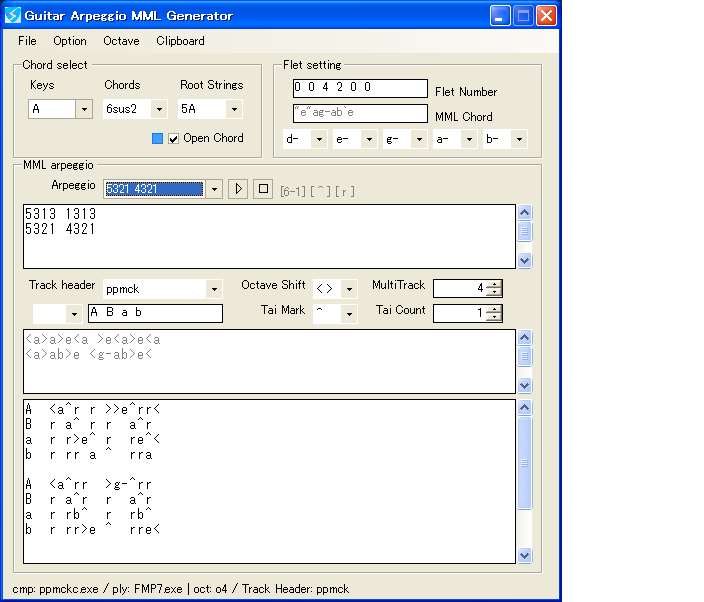 Guitar Arpeggio MML Generator
File Option Octave Clipboard
Chord select
Keys Chords Root Strings
A 6sus2 5A
Open Chord
Flet setting
0 0 4 2 0 0 Flet Number
"e"ag-ab`e MML Chord
d- e- g- a- b-
MML arpeggio
Arpeggio 5321 4321 [6-1] [ ^ ] [ r ]
5313 1313
5321 4321
Track header ppmck Octave Shift < > MultiTrack 4
A B a b Tai Mark ^ Tai Count 1
<a>a>e<a >e<a>e<a
<a>ab>e <g-ab>e<
A <a^r r >>e^rr<
B r a^ r r a^r
a r r>e^ r re^<
b r rr a ^ rra
A <a^rr >g-^rr
B r a^r r a^r
a r rb^ r rb^
b r rr>e ^ rre<
cmp: ppmckc.exe / ply: FMP7.exe | oct: o4 / Track Header: ppmck